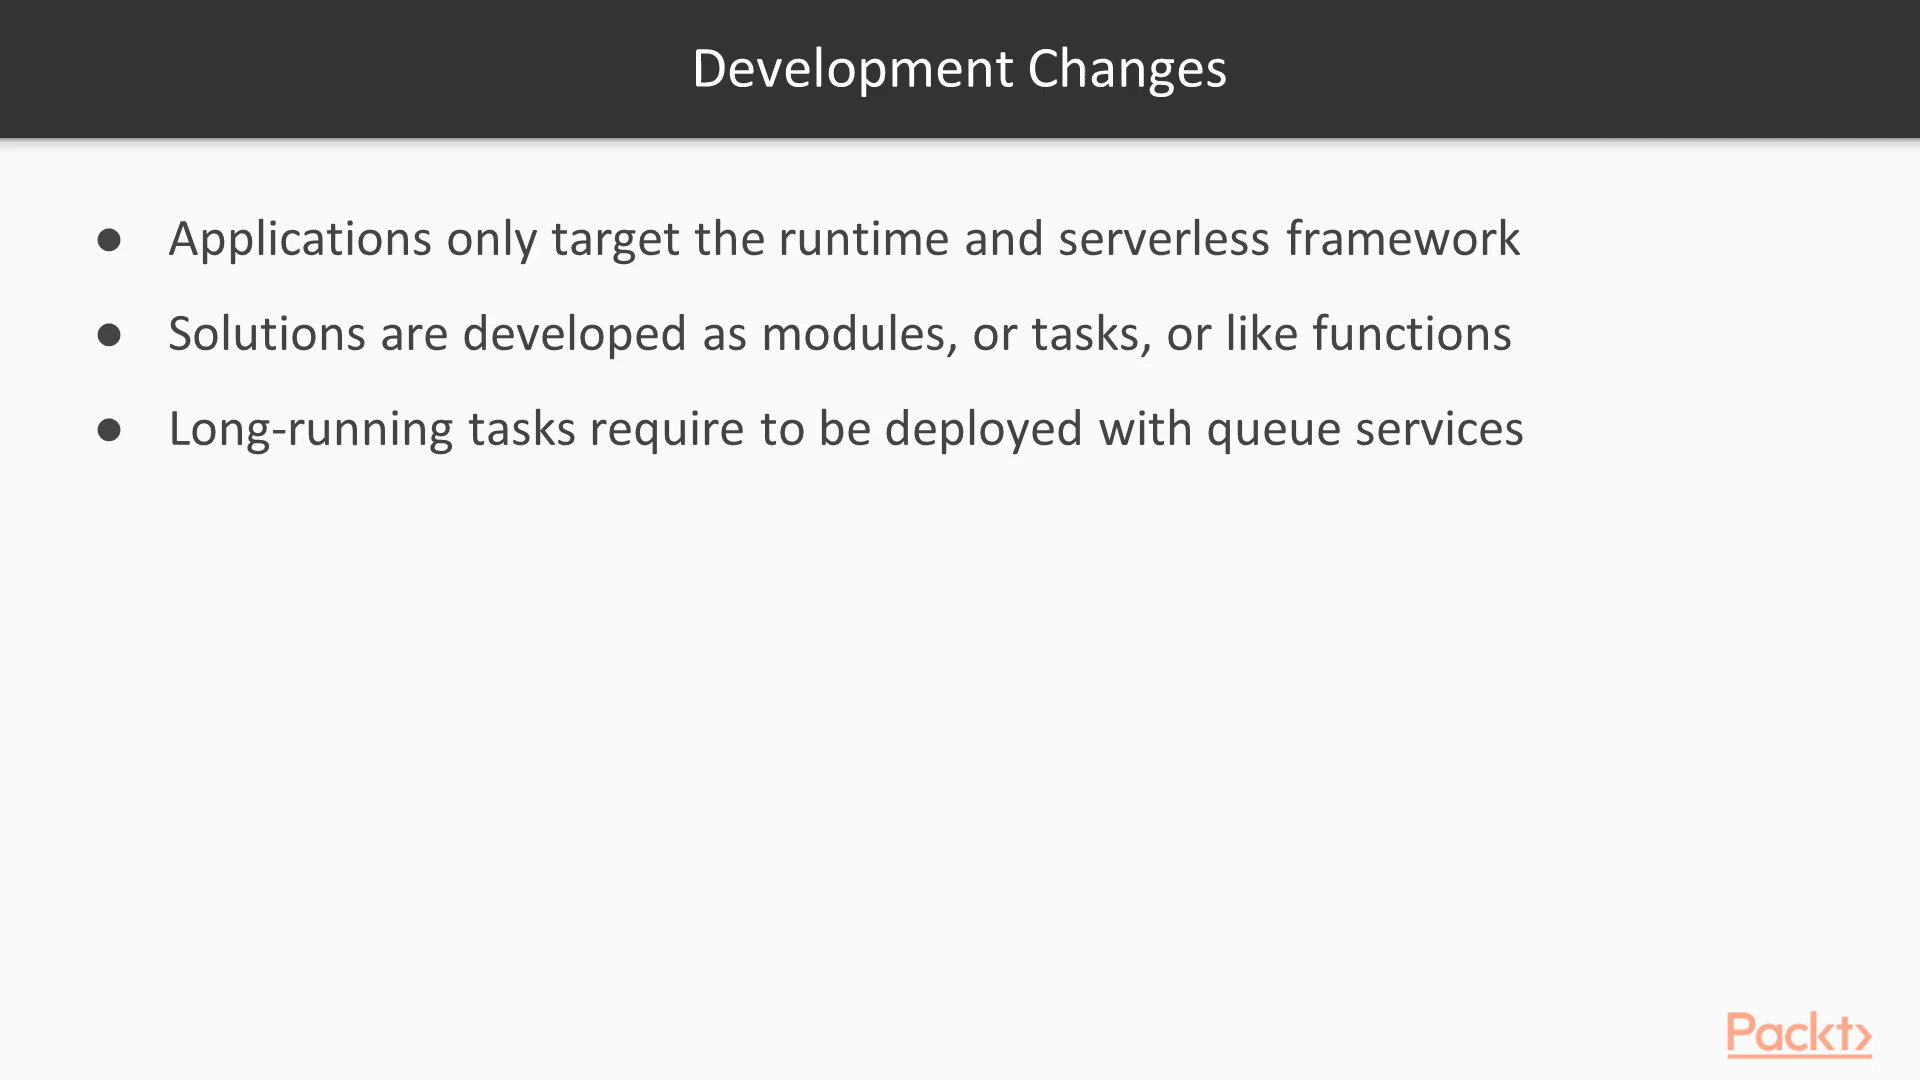 Development Changes
● Applications only target the runtime and serverless framework
● Solutions are developed as modules, or tasks, or like functions
● Long-running tasks require to be deployed with queue services
Packt>